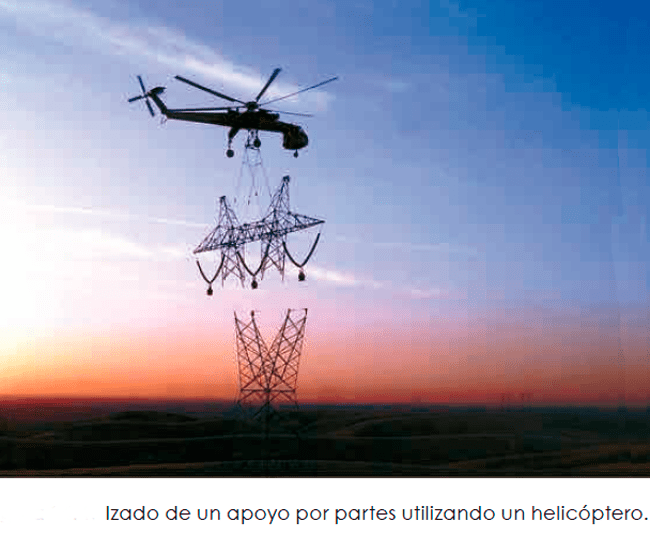 Izado de un apoyo por partes utilizando un helicóptero.